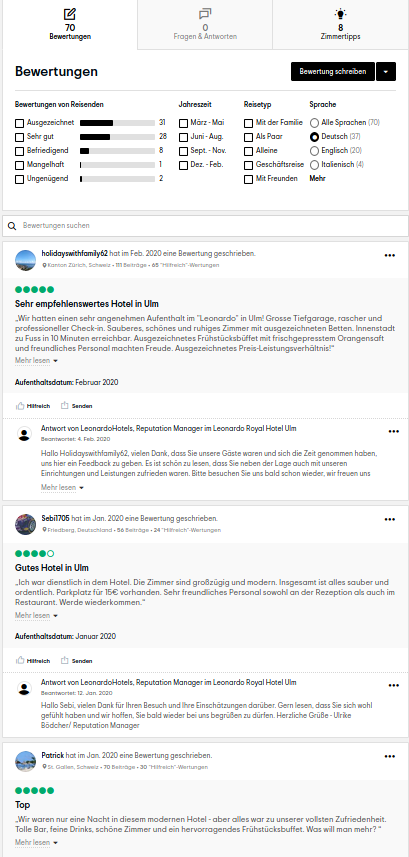 70
Bewertungen
0
Fragen & Antworten
8
Zimmertipps
Bewertungen
Bewertung schreiben
Bewertungen von Reisenden
Ausgezeichnet 31
Sehr gut 28
Befriedigend 8
Mangelhaft 1
Ungenügend 2
Jahreszeit
März - Mai
Juni - Aug.
Sept. - Nov.
Dez. - Feb.
Reisetyp
Mit der Familie
Als Paar
Alleine
Geschäftsreise
Mit Freunden
Sprache
Alle Sprachen (70)
Deutsch (37)
Englisch (20)
Italienisch (4)
Mehr
Bewertungen suchen
holidayswithfamily62 hat im Feb. 2020 eine Bewertung geschrieben.
Kanton Zürich, Schweiz • 111 Beiträge • 65 "Hilfreich"-Wertungen
Sehr empfehlenswertes Hotel in Ulm
„Wir hatten einen sehr angenehmen Aufenthalt im "Leonardo" in Ulm! Grosse Tiefgarage, rascher und
professioneller Check-in. Sauberes, schönes und ruhiges Zimmer mit ausgezeichneten Betten. Innenstadt
zu Fuss in 10 Minuten erreichbar. Ausgezeichnetes Frühstücksbüffet mit frischgepresstem Orangensaft
und freundliches Personal machten Freude. Ausgezeichnetes Preis-Leistungsverhältnis!“
Mehr lesen
Aufenthaltsdatum: Februar 2020
Hilfreich Senden
Antwort von LeonardoHotels, Reputation Manager im Leonardo Royal Hotel Ulm
Beantwortet: 4. Feb. 2020
Hallo Holidayswithfamily62, vielen Dank, dass Sie unsere Gäste waren und sich die Zeit genommen haben,
uns hier ein Feedback zu geben. Es ist schön zu lesen, dass Sie neben der Lage auch mit unseren
Einrichtungen und Leistungen zufrieden waren. Bitte besuchen Sie uns bald schon wieder, wir freuen uns
Mehr lesen
Sebi1705 hat im Jan. 2020 eine Bewertung geschrieben.
Friedberg, Deutschland • 56 Beiträge • 24 "Hilfreich"-Wertungen
Gutes Hotel in Ulm
„Ich war dienstlich in dem Hotel. Die Zimmer sind großzügig und modern. Insgesamt ist alles sauber und
ordentlich. Parkplatz für 15€ vorhanden. Sehr freundliches Personal sowohl an der Rezeption als auch im
Restaurant. Werde wiederkommen.“
Mehr lesen
Aufenthaltsdatum: Januar 2020
Hilfreich Senden
Antwort von LeonardoHotels, Reputation Manager im Leonardo Royal Hotel Ulm
Beantwortet: 12. Jan. 2020
Hallo Sebi, vielen Dank für Ihren Besuch und Ihre Einschätzungen darüber. Gern lesen, dass Sie sich wohl
gefühlt haben und wir hoffen, Sie bald wieder bei uns begrüßen zu dürfen. Herzliche Grüße - Ulrike
Bödcher/ Reputation Manager
Patrick hat im Jan. 2020 eine Bewertung geschrieben.
St. Gallen, Schweiz • 70 Beiträge • 30 "Hilfreich"-Wertungen
Top
„Wir waren nur eine Nacht in diesem modernen Hotel - aber alles war zu unserer vollsten Zufriedenheit.
Tolle Bar, feine Drinks, schöne Zimmer und ein hervorragendes Frühstücksbuffet. Was will man mehr? “
Mehr lesen